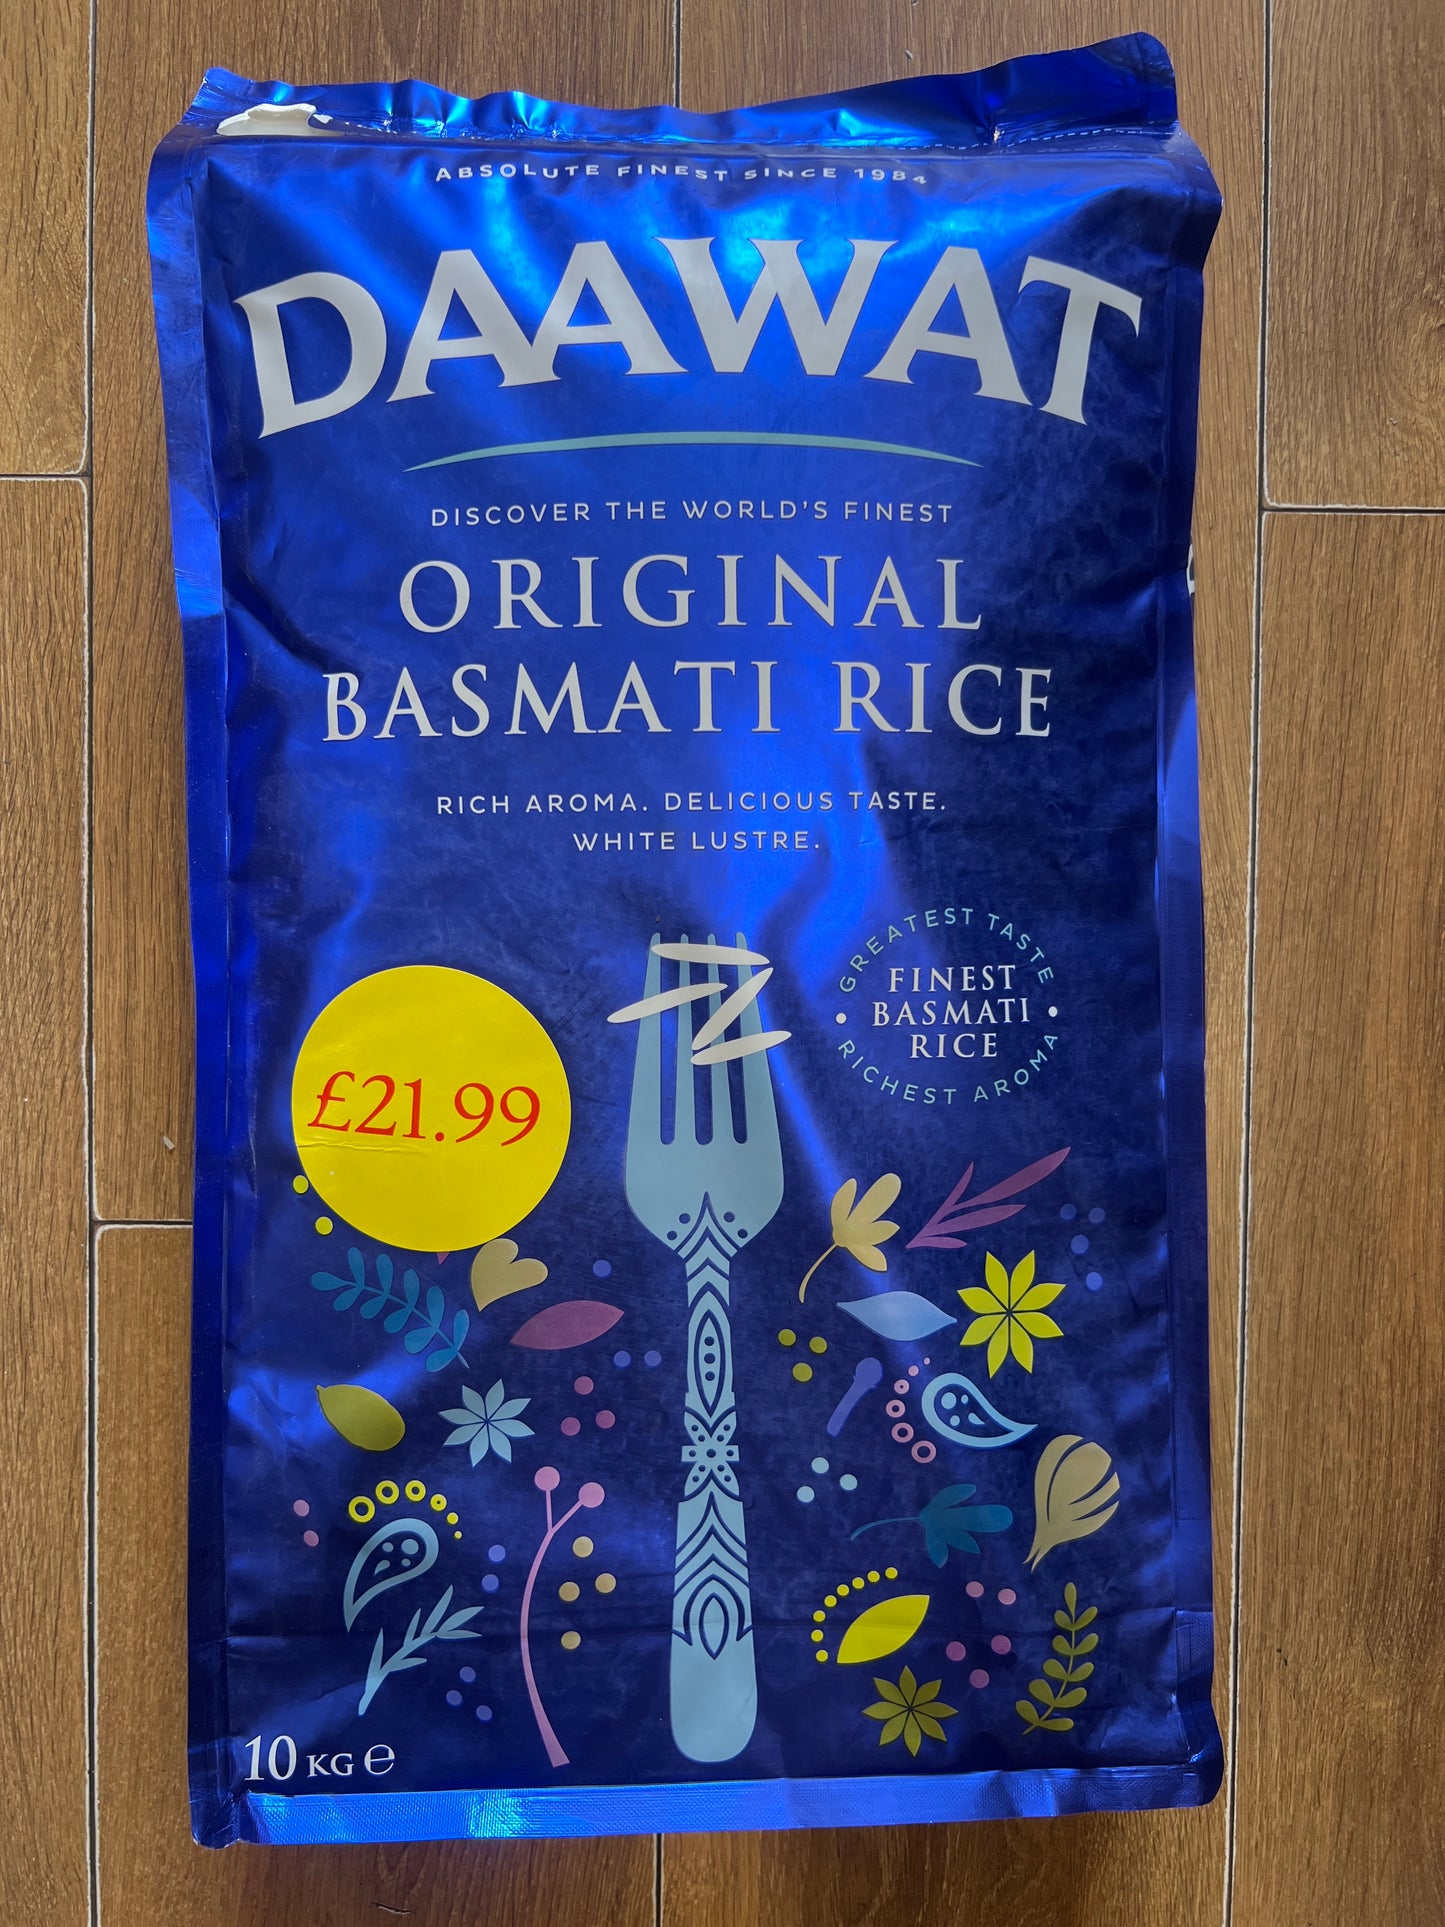 ABSOLUTE FINEST SINCE 1984
DAAWAT
DISCOVER THE WORLD'S FINEST
ORIGINAL
BASMATI RICE
RICH AROMA. DELICIOUS TASTE.
WHITE LUSTRE.
GREATEST TASTE
FINEST
• BASMATI •
RICE
RICHEST AROMA
£21.99
10 KG ℮